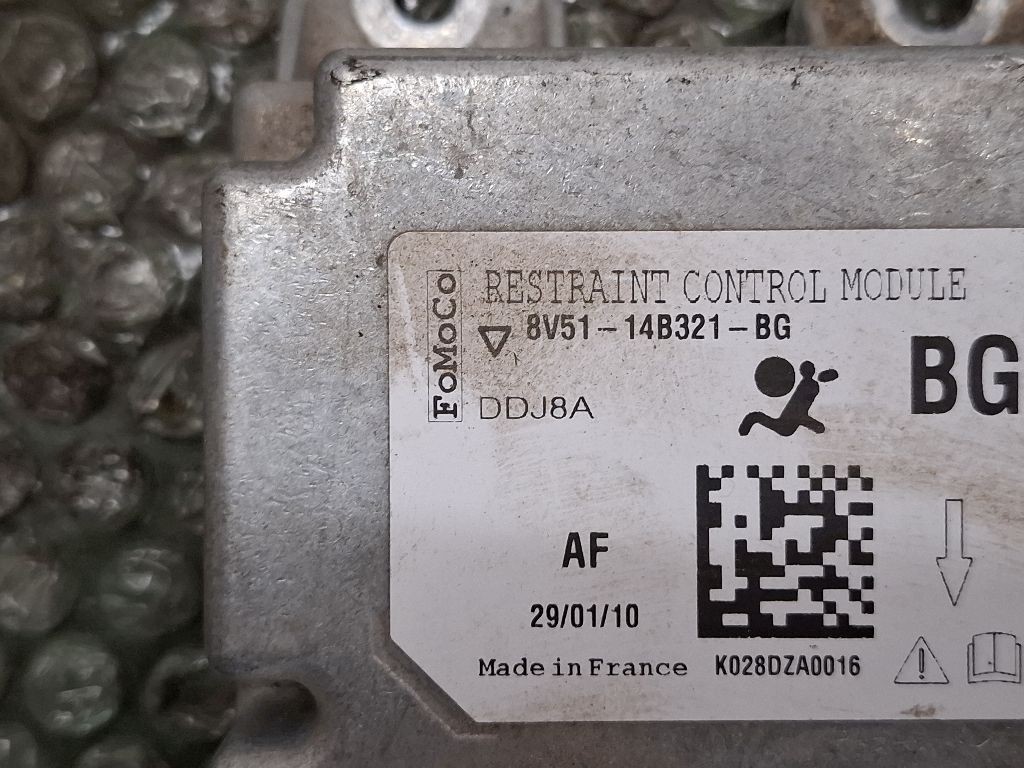 FoMoCo
RESTRAINT CONTROL MODULE
8V51-14B321-BG
BG
DDJ8A
AF
29/01/10
Made in France
K028DZA0016